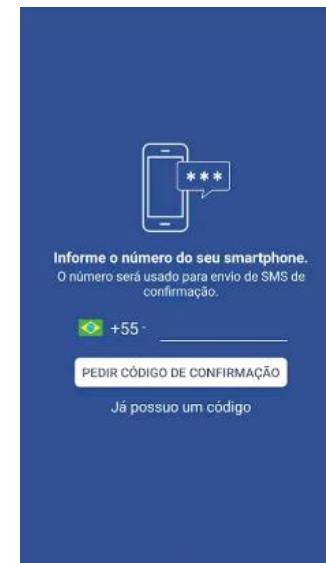 ***
Informe o número do seu smartphone.
O número será usado para envio de SMS de
confirmação.
+55-
PEDIR CÓDIGO DE CONFIRMAÇÃO
Já possuo um código